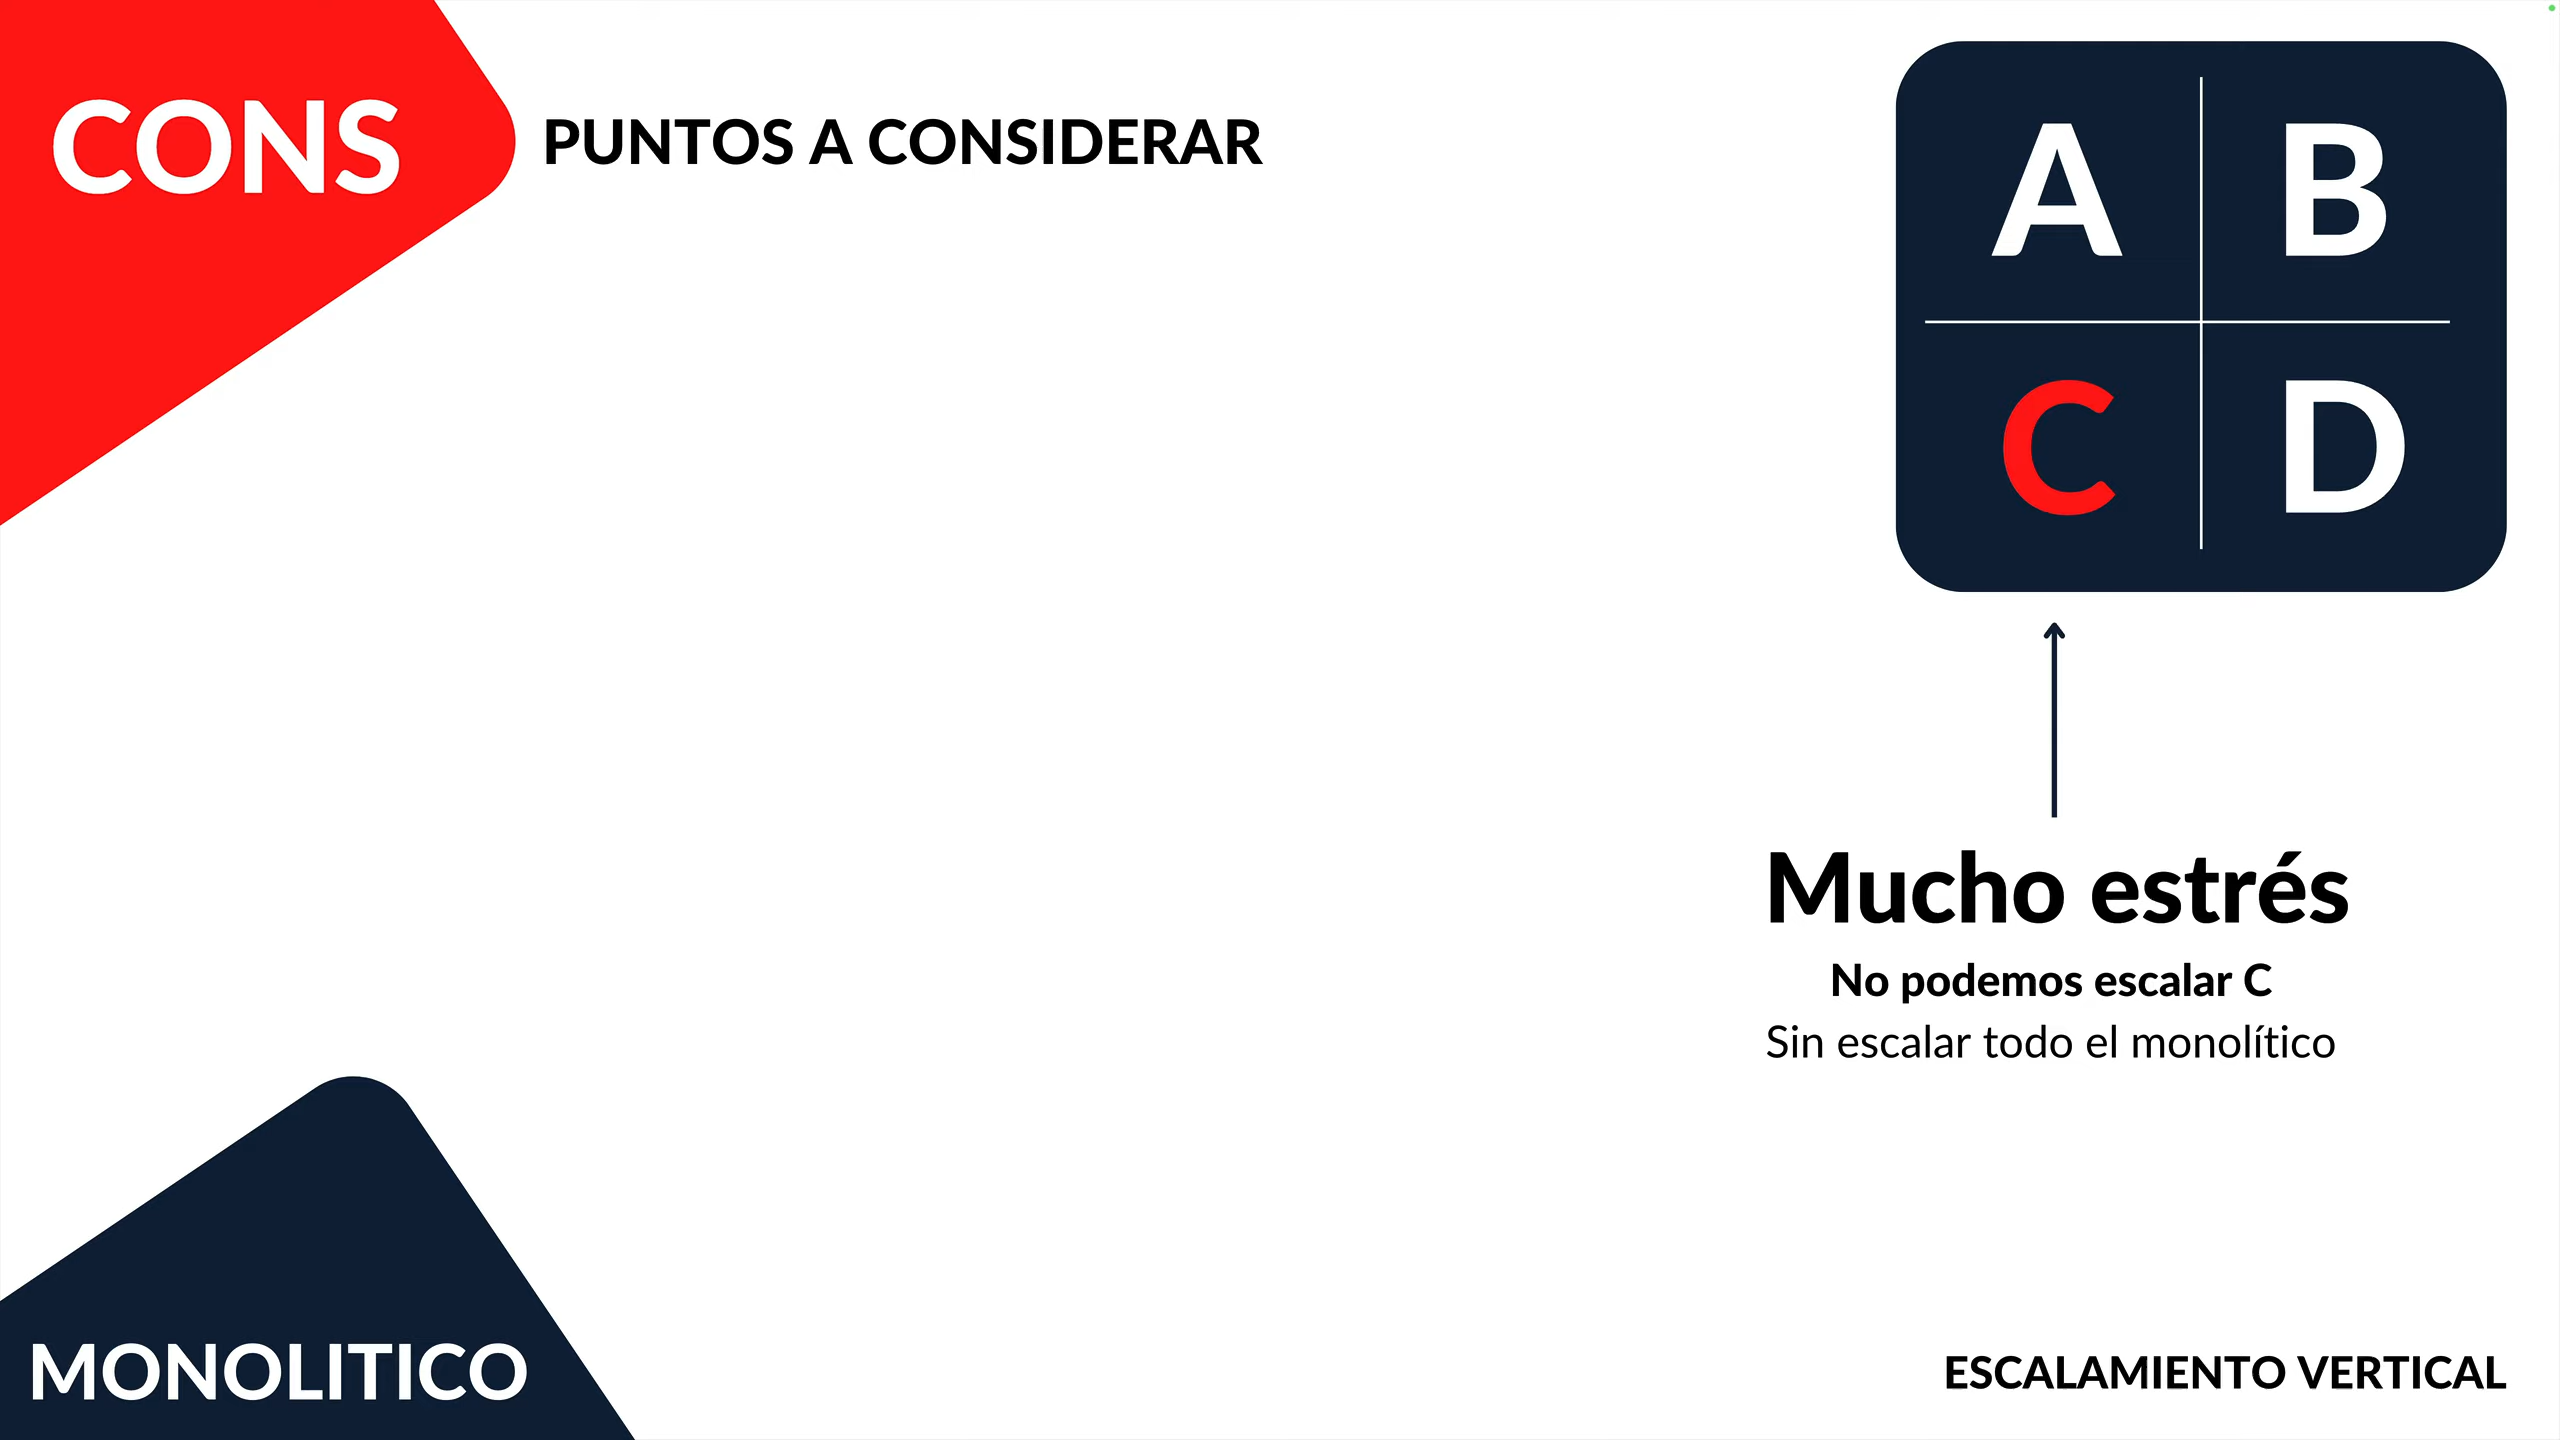 CONS
PUNTOS A CONSIDERAR
A B
C D
Mucho estrés
No podemos escalar C
Sin escalar todo el monolítico
MONOLITICO
ESCALAMIENTO VERTICAL